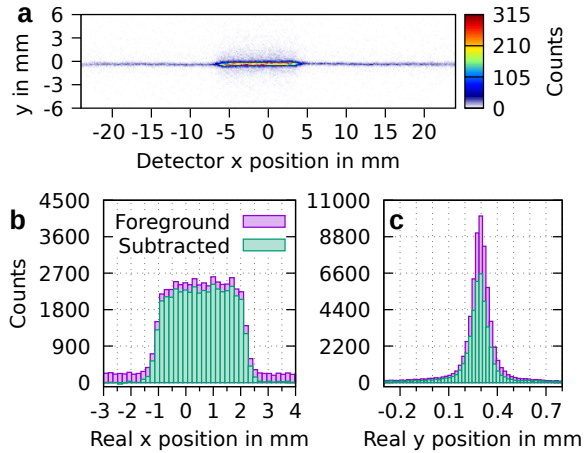 a
6
3
0
-3
-6
y in mm
-20 -15 -10 -5 0 5 10 15 20
Detector x position in mm
315
210
105
0
Counts
b
4500
3600
2700
1800
900
0
Counts
Foreground
Subtracted
-3 -2 -1 0 1 2 3 4
Real x position in mm
c
11000
8800
6600
4400
2200
0
-0.2 0.1 0.4 0.7
Real y position in mm